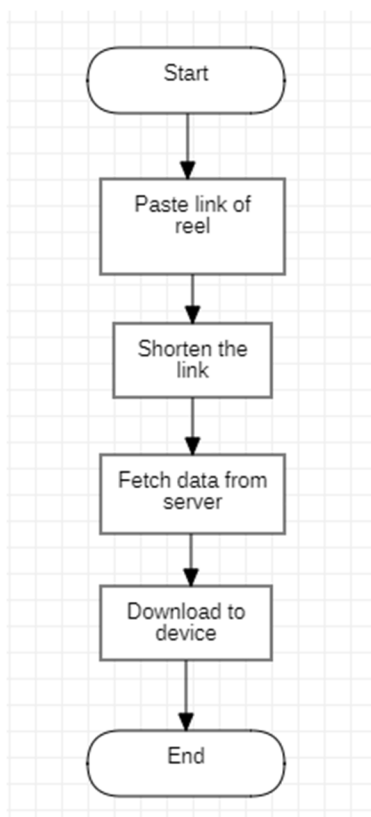 Start
Paste link of
reel
Shorten the
link
Fetch data from
server
Download to
device
End